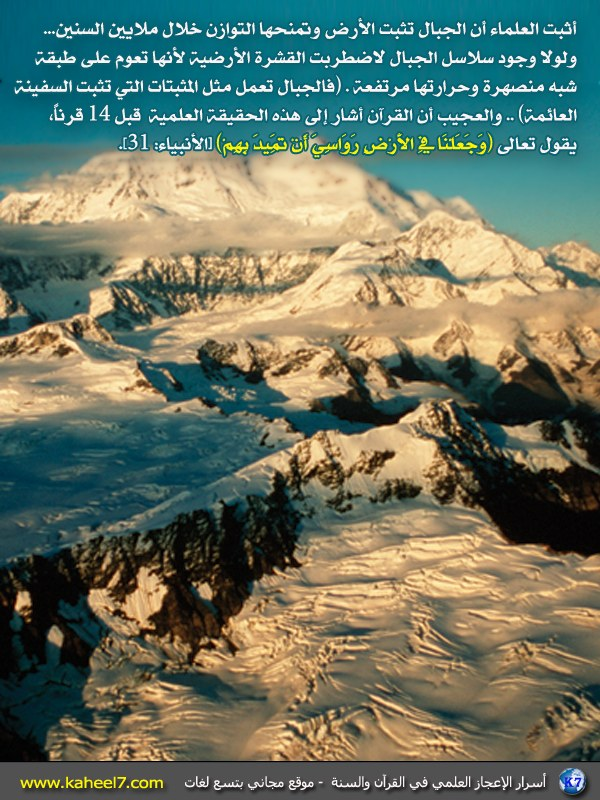 أثبت العلماء أن الجبال تثبت الأرض وتمنحها التوازن خلال ملايين السنين...
ولولا وجود سلاسل الجبال لاضطربت القشرة الأرضية لأنها تعوم على طبقة
شبه منصهرة وحرارتها مرتفعة . (فالجبال تعمل مثل المثبتات التي تثبت السفينة
العائمة) .. والعجيب أن القرآن أشار إلى هذه الحقيقة العلمية قبل 14 قرناً،
يقول تعالى (وَجَعَلْنَا فِي الْأَرْضِ رَوَاسِيَ أَنْ تَمِيدَ بِهِمْ) [الأنبياء: 31].
K7 أسرار الإعجاز العلمي في القرآن والسنة - موقع مجاني بتسع لغات www.kaheel7.com